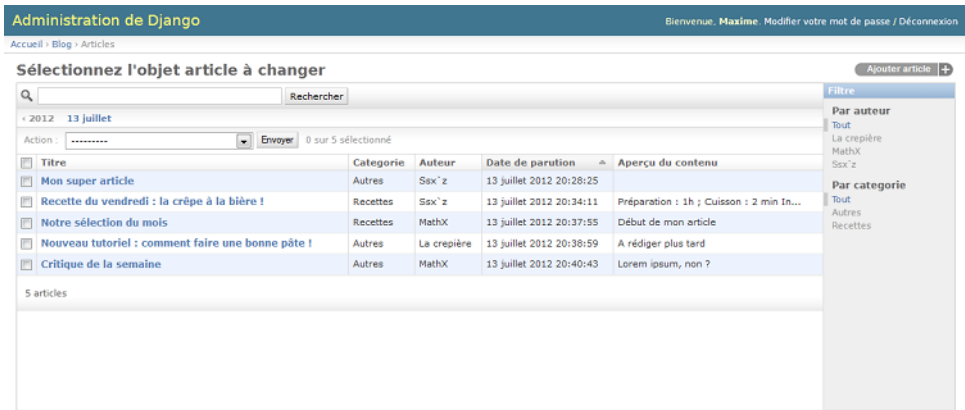 Administration de Django
Bienvenue, Maxime. Modifier votre mot de passe / Déconnexion
Accueil › Blog › Articles
Sélectionnez l'objet article à changer
Ajouter article +
Rechercher
Filtre
‹ 2012 13 juillet
Par auteur
Tout
La crepière
MathX
Ssx`z
Action : --------- Envoyer 0 sur 5 sélectionné
Titre Categorie Auteur Date de parution Aperçu du contenu
Mon super article Autres Ssx`z 13 juillet 2012 20:28:25
Recette du vendredi : la crêpe à la bière ! Recettes Ssx`z 13 juillet 2012 20:34:11 Préparation : 1h ; Cuisson : 2 min In...
Notre sélection du mois Recettes MathX 13 juillet 2012 20:37:55 Début de mon article
Nouveau tutoriel : comment faire une bonne pâte ! Autres La crepière 13 juillet 2012 20:38:59 A rédiger plus tard
Critique de la semaine Autres MathX 13 juillet 2012 20:40:43 Lorem ipsum, non ?
Par categorie
Tout
Autres
Recettes
5 articles